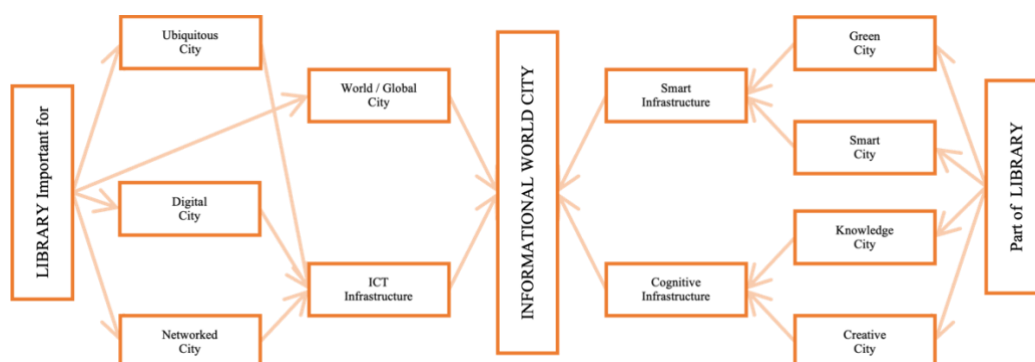 LIBRARY Important for
Ubiquitous
City
Digital
City
Networked
City
World / Global
City
ICT
Infrastructure
INFORMATIONAL WORLD CITY
Smart
Infrastructure
Cognitive
Infrastructure
Green
City
Smart
City
Knowledge
City
Creative
City
Part of LIBRARY